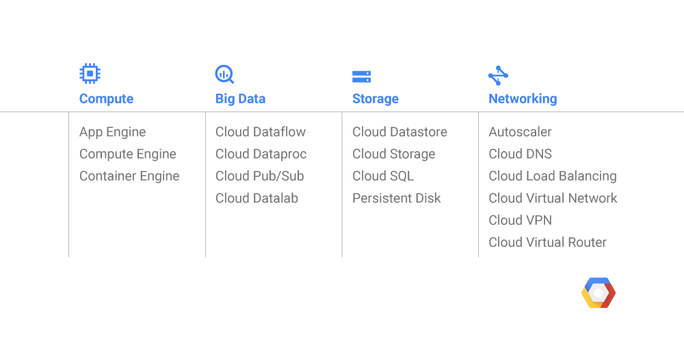 Compute
App Engine
Compute Engine
Container Engine
Big Data
Cloud Dataflow
Cloud Dataproc
Cloud Pub/Sub
Cloud Datalab
Storage
Cloud Datastore
Cloud Storage
Cloud SQL
Persistent Disk
Networking
Autoscaler
Cloud DNS
Cloud Load Balancing
Cloud Virtual Network
Cloud VPN
Cloud Virtual Router